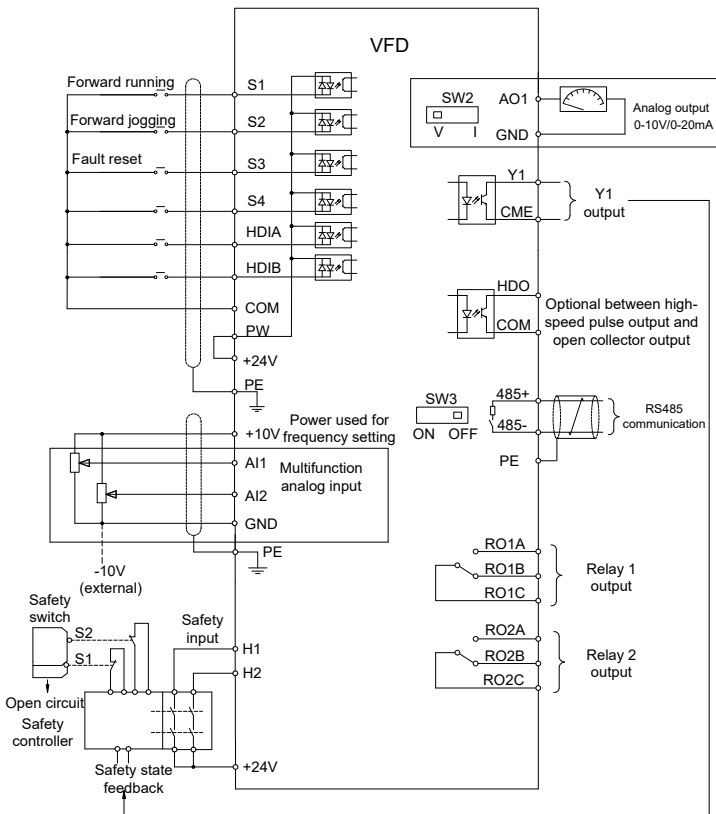 VFD
Forward running
S1
Forward jogging
S2
Fault reset
S3
S4
HDIA
HDIB
COM
PW
+24V
PE
SW2
V I
AO1
GND
Analog output
0-10V/0-20mA
Y1
CME
Y1
output
HDO
COM
Optional between high-
speed pulse output and
open collector output
SW3
ON OFF
485+
485-
PE
RS485
communication
Power used for
frequency setting
+10V
AI1
AI2
Multifunction
analog input
GND
PE
-10V
(external)
RO1A
RO1B
RO1C
Relay 1
output
RO2A
RO2B
RO2C
Relay 2
output
Safety
switch
S2
S1
Open circuit
Safety
controller
Safety
input
H1
H2
+24V
Safety state
feedback